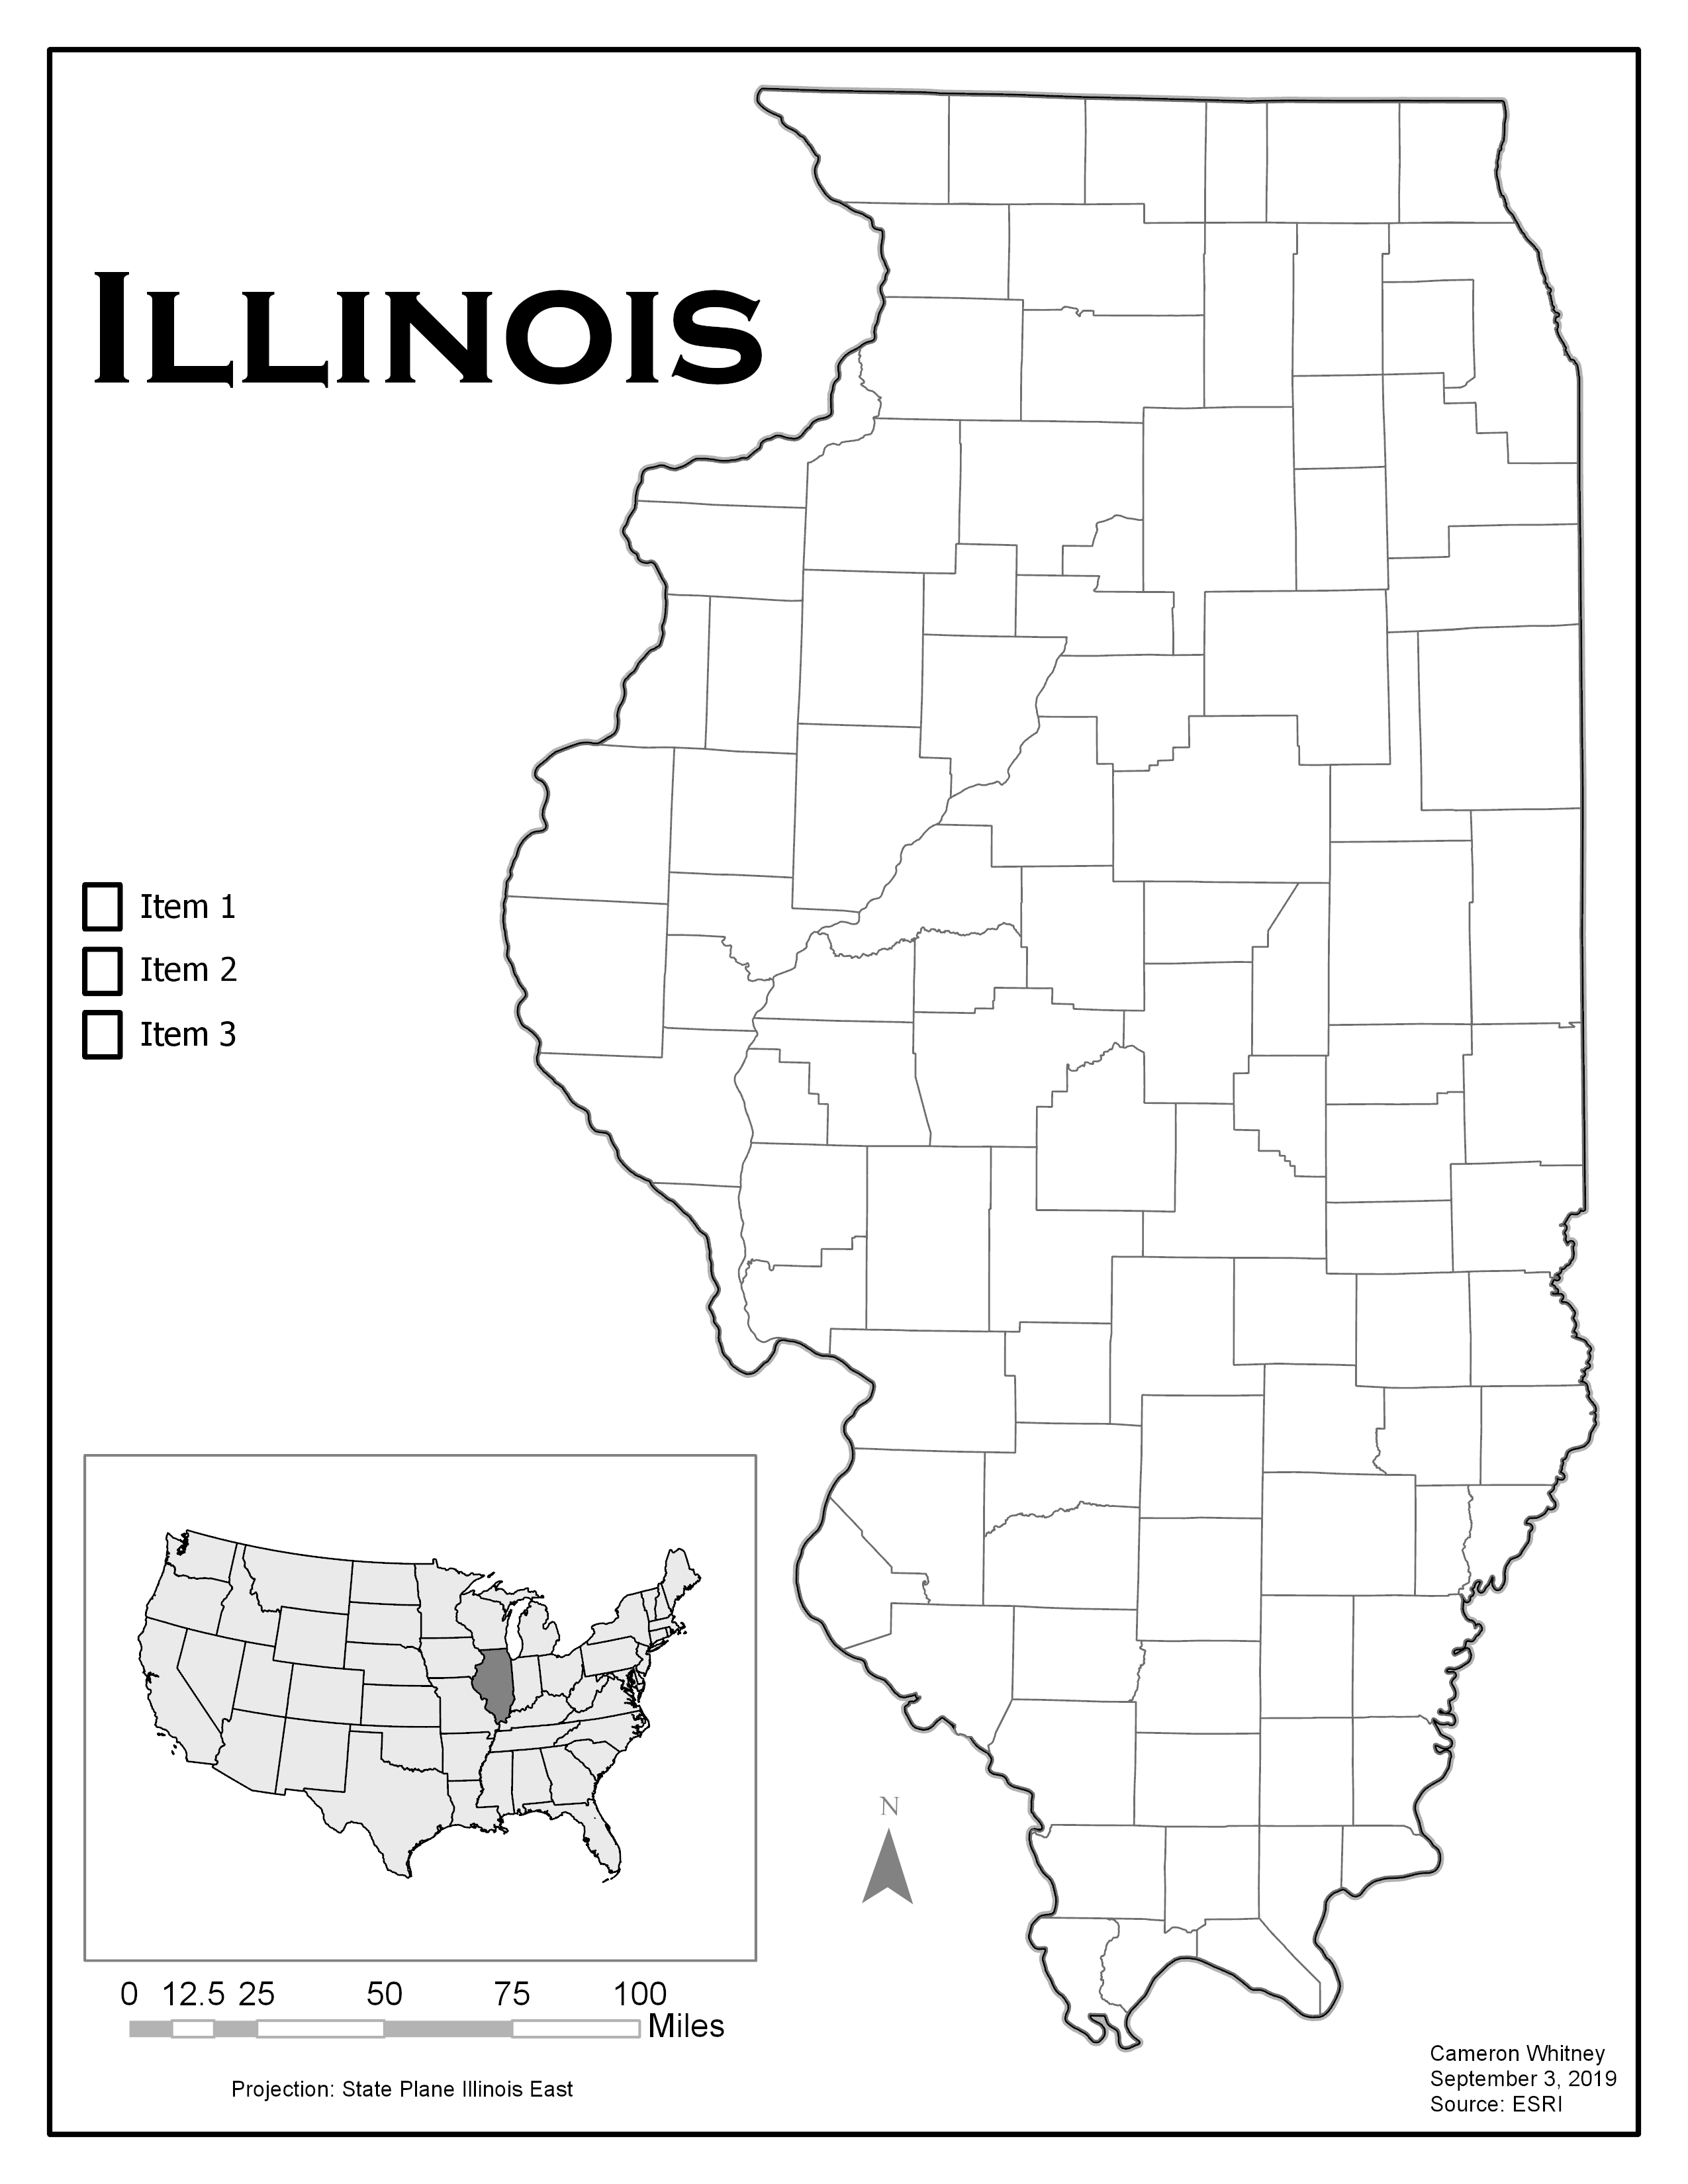 ILLINOIS
Item 1
Item 2
Item 3
N
0 12.5 25 50 75 100
Miles
Projection: State Plane Illinois East
Cameron Whitney
September 3, 2019
Source: ESRI